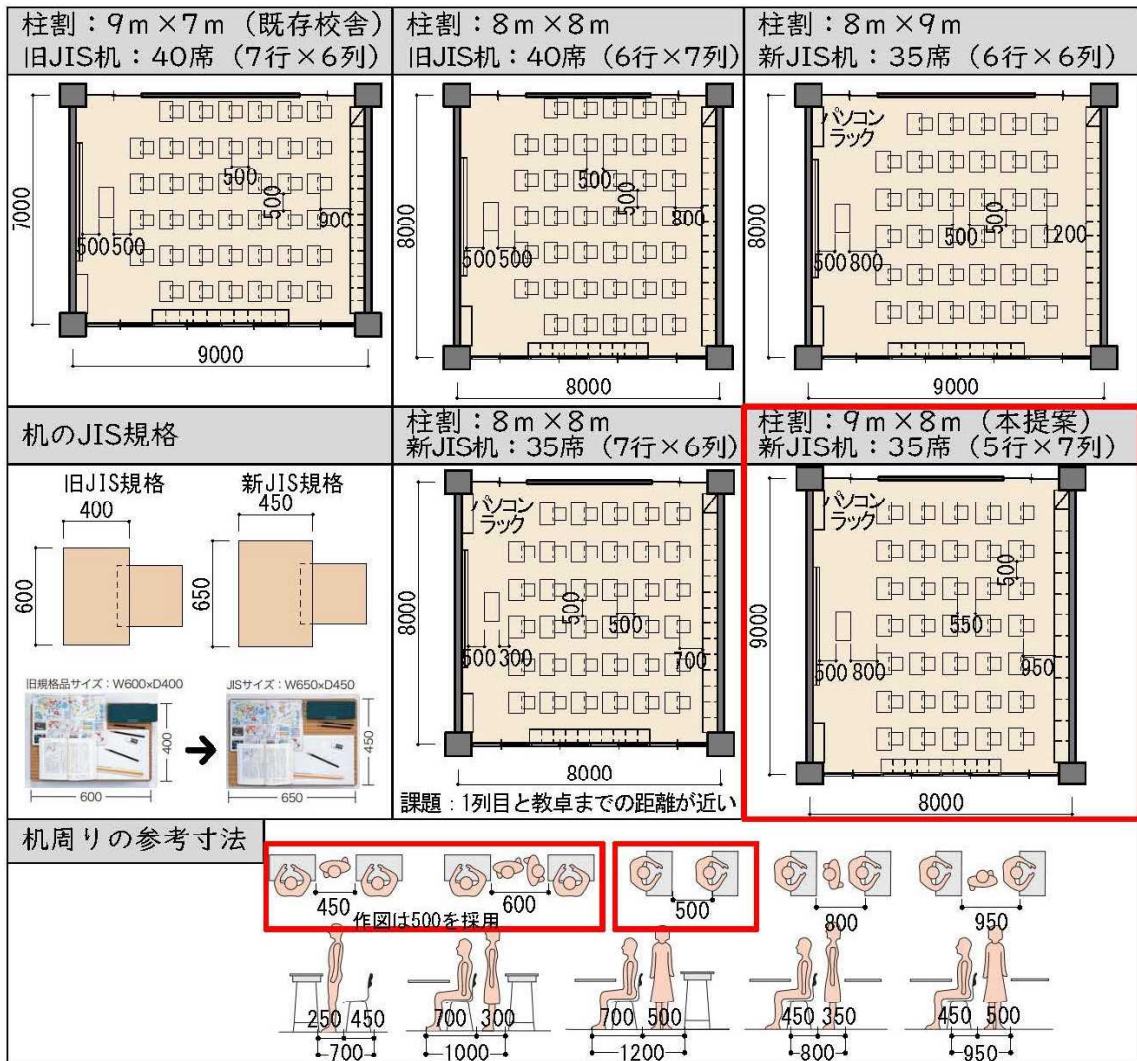 柱割：9m×7m（既存校舎）
旧JIS机：40席（7行×6列）
7000
500
500
900
500 500
9000
柱割：8m×8m
旧JIS机：40席（6行×7列）
8000
500
500
800
500 500
8000
柱割：8m×9m
新JIS机：35席（6行×6列）
パソコン
ラック
8000
500
500
200
500 800
9000
机のJIS規格
旧JIS規格
400
600
新JIS規格
450
650
旧規格品サイズ：W600×D400
400
600
JISサイズ：W650×D450
450
650
柱割：8m×8m
新JIS机：35席（7行×6列）
パソコン
ラック
8000
500
500
500 300
700
8000
課題：1列目と教卓までの距離が近い
柱割：9m×8m（本提案）
新JIS机：35席（5行×7列）
パソコン
ラック
9000
500
550
500 800
950
8000
机周りの参考寸法
450
600
作図は500を採用
500
800
950
250 450
700
700 300
1000
700 500
1200
450 350
800
450 500
950